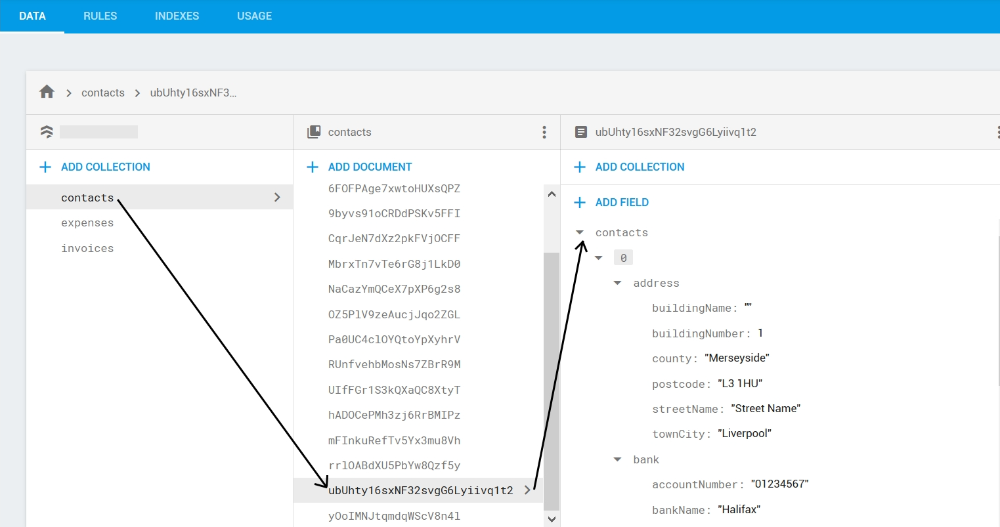 DATA RULES INDEXES USAGE
contacts ubUhty16sxNF3...
contacts
ubUhty16sxNF32svgG6Lyiivq1t2
ADD COLLECTION
contacts
expenses
invoices
ADD DOCUMENT
6FOFPAge7xwtoHUXsQPZ
9byvs91oCRDdPSKv5FFI
CqrJeN7dXz2pkFVjOCFF
MbrxTn7vTe6rG8j1LkD0
NaCazYmQCeX7pXP6g2s8
OZ5PlV9zeAucjJqo2ZGL
Pa0UC4clOYQtoYpXyhrV
RUnfvehbMosNs7ZBrR9M
UIfFGr1S3kQXaQC8XtyT
hADOCePMh3zj6RrBMIPz
mFInkuRefTv5Yx3mu8Vh
rrlOABdXU5PbYw8Qzf5y
ubUhty16sxNF32svgG6Lyiivq1t2
yOoIMNJtqmdqWScV8n4l
ADD COLLECTION
ADD FIELD
contacts
0
address
buildingName: ""
buildingNumber: 1
county: "Merseyside"
postcode: "L3 1HU"
streetName: "Street Name"
townCity: "Liverpool"
bank
accountNumber: "01234567"
bankName: "Halifax"